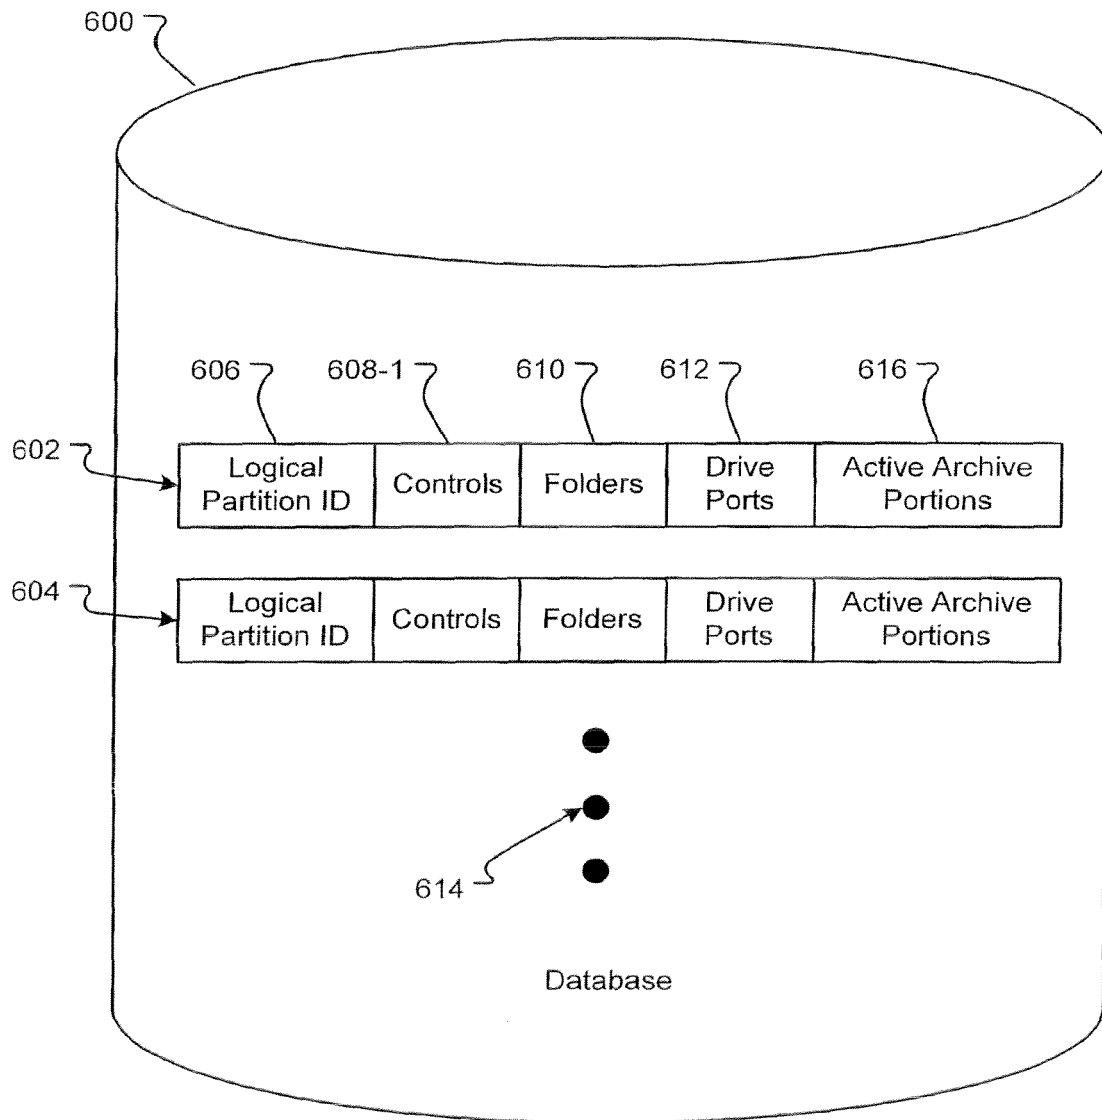 600
606
608-1
610
612
616
602
Logical
Partition ID
Controls
Folders
Drive
Ports
Active Archive
Portions
604
Logical
Partition ID
Controls
Folders
Drive
Ports
Active Archive
Portions
614
Database